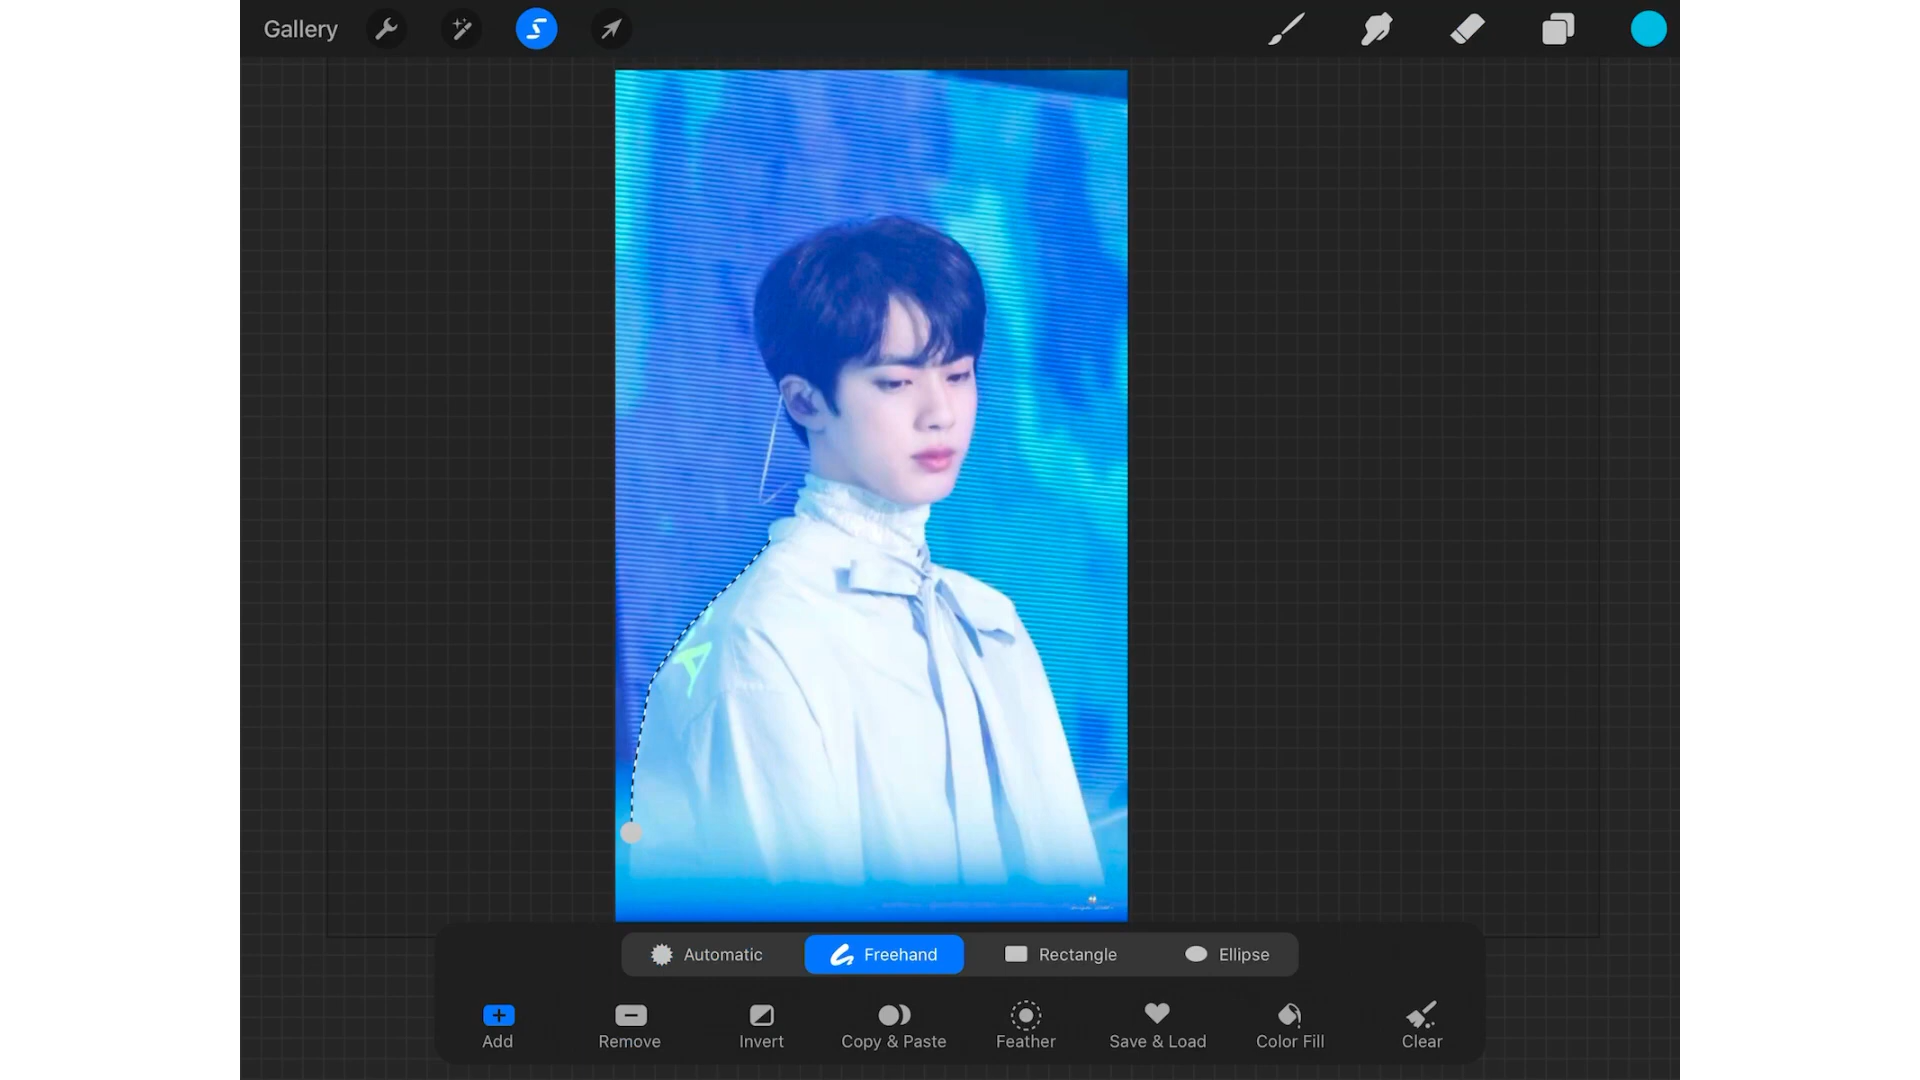 Gallery
Automatic Freehand Rectangle Ellipse
Add Remove Invert Copy & Paste Feather Save & Load Color Fill Clear